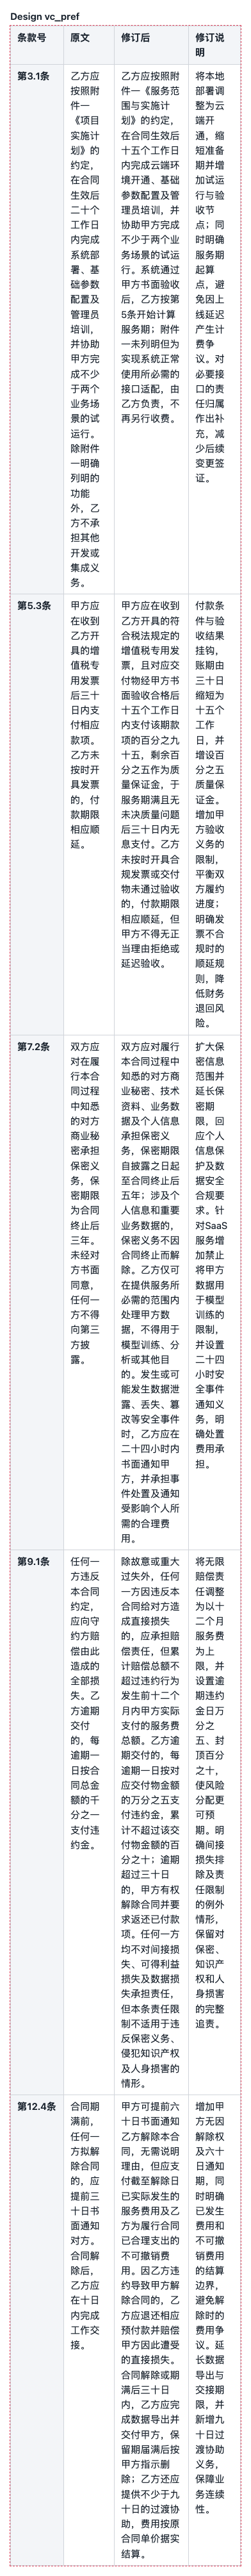 Design vc_pref
条款号
原文
修订后
修订说
明
第3.1条
乙方应
按照附
件一
《项目
实施计
划》的
约定，
在合同
生效后
二十个
工作日
内完成
系统部
署、基
础参数
配置及
管理员
培训，
并协助
甲方完
成不少
于两个
业务场
景的试
运行。
除附件
一明确
列明的
功能
外，乙
方不承
担其他
开发或
集成义
务。
乙方应按照附
件一《服务范
围与实施计
划》的约定，
在合同生效后
十五个工作日
内完成云端环
境开通、基础
参数配置及管
理员培训，并
协助甲方完成
不少于两个业
务场景的试运
行。系统通过
甲方书面验收
后，乙方按第
5条开始计算
服务期；附件
一未列明但为
实现系统正常
使用所必需的
接口适配，由
乙方负责，不
再另行收费。
将本地
部署调
整为云
端开
通，缩
短准备
期并增
加试运
行与验
收节
点；同
时明确
服务期
起算
点，避
免因上
线延迟
产生计
费争
议。对
必要接
口的责
任归属
作出补
充，减
少后续
变更签
证。
第5.3条
甲方应
在收到
乙方开
具的增
值税专
用发票
后三十
日内支
付相应
款项。
乙方未
按时开
具发票
的，付
款期限
相应顺
延。
甲方应在收到
乙方开具的符
合税法规定的
增值税专用发
票，且对应交
付物经甲方书
面验收合格后
十五个工作日
内支付该期款
项的百分之九
十五，剩余百
分之五作为质
量保证金，于
服务期满且无
未决质量问题
后三十日内无
息支付。乙方
未按时开具合
规发票或交付
物未通过验收
的，付款期限
相应顺延，但
甲方不得无正
当理由拒绝或
延迟验收。
付款条
件与验
收结果
挂钩，
账期由
三十日
缩短为
十五个
工作
日，并
增设百
分之五
质量保
证金。
增加甲
方验收
义务的
限制，
平衡双
方履约
进度；
明确发
票不合
规时的
顺延规
则，降
低财务
退回风
险。
第7.2条
双方应
对在履
行本合
同过程
中知悉
的对方
商业秘
密承担
保密义
务，保
密期限
为合同
终止后
三年。
未经对
方书面
同意，
任何一
方不得
向第三
方披
露。
双方应对履行
本合同过程中
知悉的对方商
业秘密、技术
资料、业务数
据及个人信息
承担保密义
务，保密期限
自披露之日起
至合同终止后
五年；涉及个
人信息和重要
业务数据的，
保密义务不因
合同终止而解
除。乙方仅可
在提供服务所
必需的范围内
处理甲方数
据，不得用于
模型训练、分
析或其他目
的。发生或可
能发生数据泄
露、丢失、篡
改等安全事件
时，乙方应在
二十四小时内
书面通知甲
方，并承担事
件处置及通知
受影响个人所
需的合理费
用。
扩大保
密信息
范围并
延长保
密期
限，回
应个人
信息保
护及数
据安全
合规要
求。针
对SaaS
服务增
加禁止
将甲方
数据用
于模型
训练的
限制，
并设置
二十四
小时安
全事件
通知义
务，明
确处置
费用承
担。
第9.1条
任何一
方违反
本合同
约定，
应向守
约方赔
偿由此
造成的
全部损
失。乙
方逾期
交付
的，每
逾期一
日按合
同总金
额的千
分之一
支付违
约金。
除故意或重大
过失外，任何
一方因违反本
合同给对方造
成直接损失
的，应承担赔
偿责任，但累
计赔偿总额不
超过违约行为
发生前十二个
月内甲方实际
支付的服务费
总额。乙方逾
期交付的，每
逾期一日按对
应交付物金额
的万分之五支
付违约金，累
计不超过该交
付物金额的百
分之十；逾期
超过三十日
的，甲方有权
解除合同并要
求返还已付款
项。任何一方
均不对间接损
失、可得利益
损失及数据损
失承担责任，
但本条责任限
制不适用于违
反保密义务、
侵犯知识产权
及人身损害的
情形。
将无限
赔偿责
任调整
为以十
二个月
服务费
为上
限，并
设置逾
期违约
金日万
分之
五、封
顶百分
之十，
使风险
分配更
可预
期。明
确间接
损失排
除及责
任限制
的例外
情形，
保留对
保密、
知识产
权和人
身损害
的完整
追责。
第12.4条
合同期
满前，
任何一
方拟解
除合同
的，应
提前三
十日书
面通知
对方。
合同解
除后，
乙方应
在十日
内完成
工作交
接。
甲方可提前六
十日书面通知
乙方解除本合
同，无需说明
理由，但应支
付截至解除日
已实际发生的
服务费用及乙
方为履行合同
已合理支出的
不可撤销费
用。因乙方违
约导致甲方解
除合同的，乙
方应退还相应
预付款并赔偿
甲方因此遭受
的直接损失。
合同解除或期
满后三十日
内，乙方应完
成数据导出并
交付甲方，保
留期届满后按
甲方指示删
除；乙方还应
提供不少于九
十日的过渡协
助，费用按原
合同单价据实
结算。
增加甲
方无因
解除权
及六十
日通知
期，同
时明确
已发生
费用和
不可撤
销费用
的结算
边界，
避免解
除时的
费用争
议。延
长数据
导出与
交接期
限，并
新增九
十日过
渡协助
义务，
保障业
务连续
性。